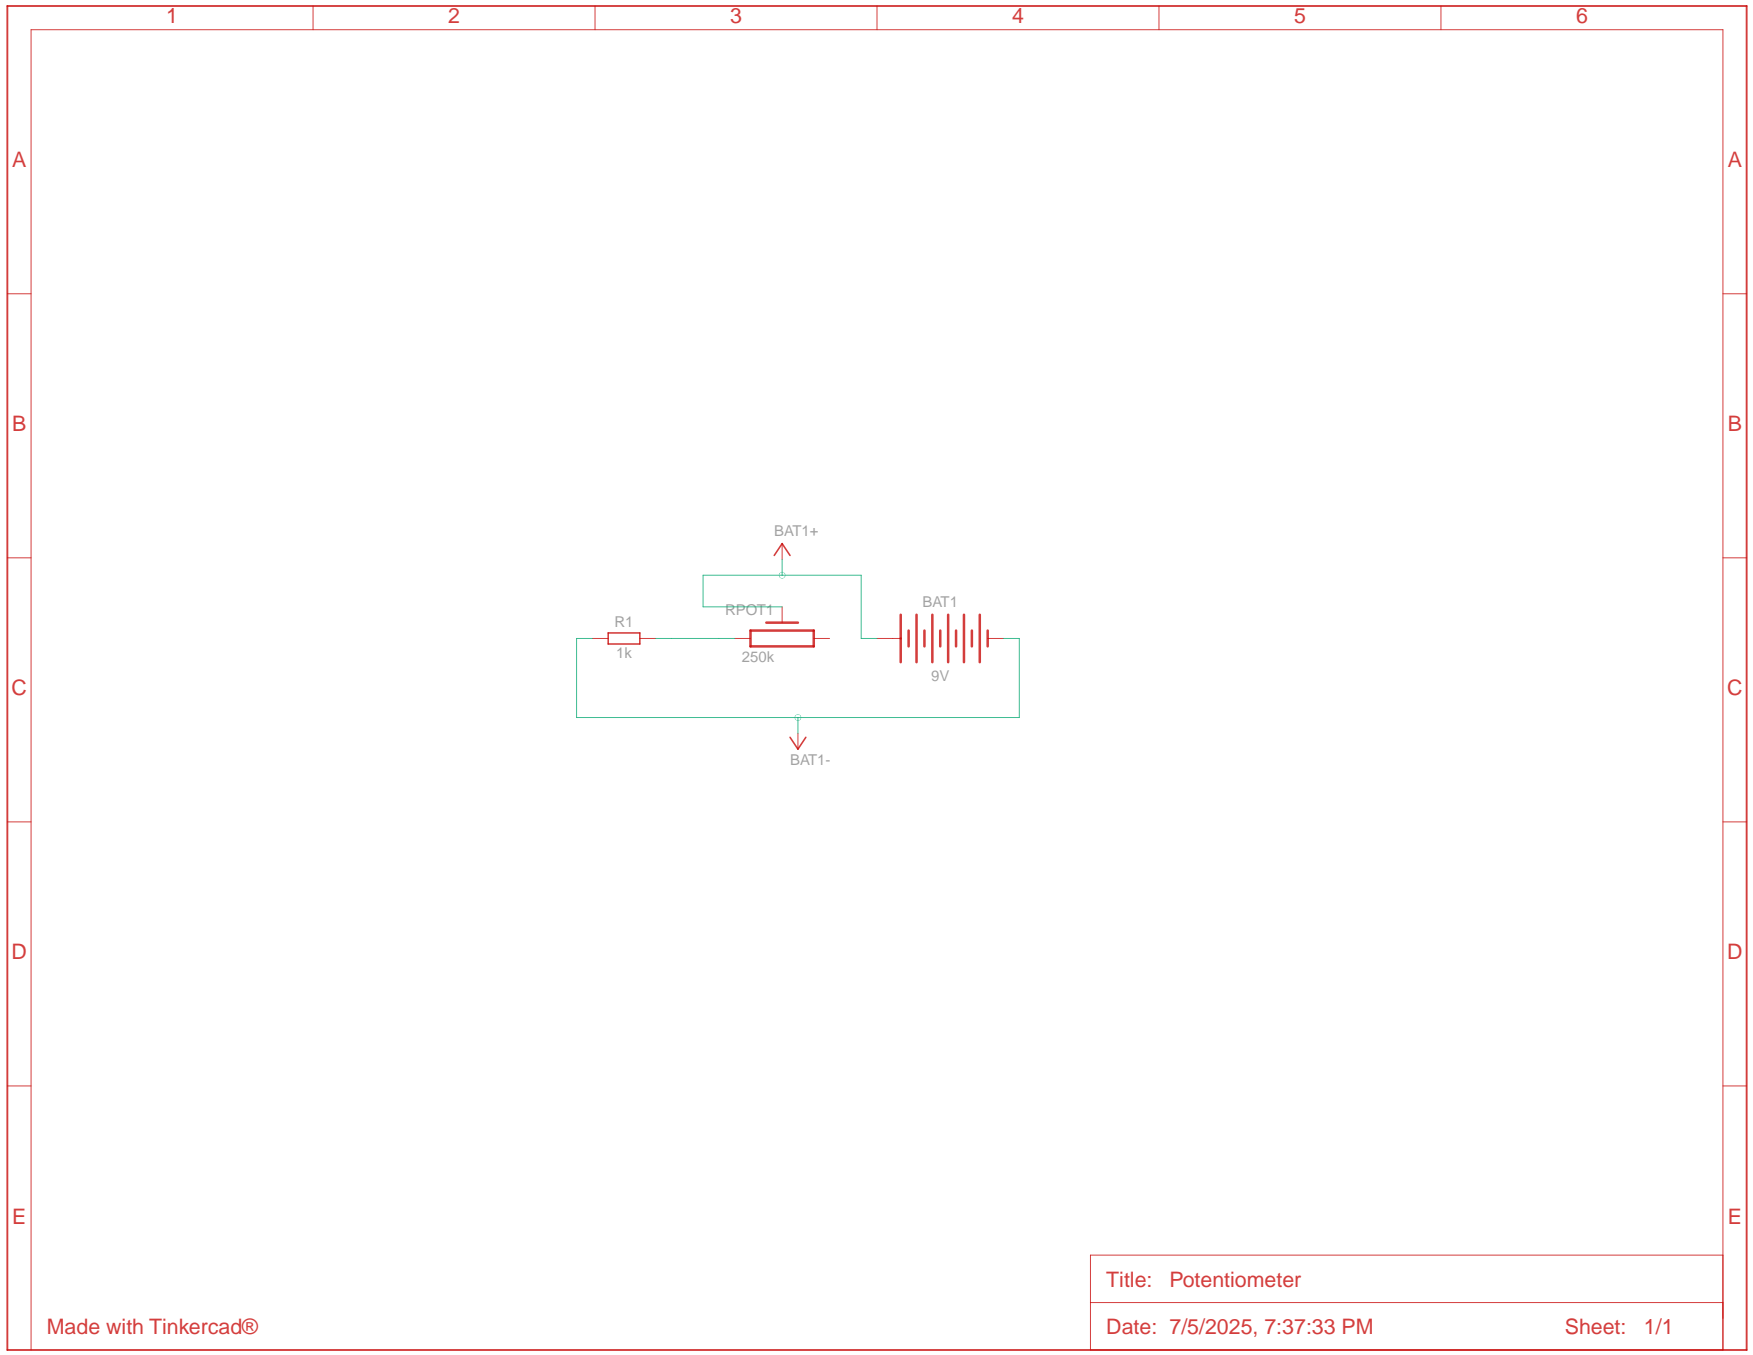 1 2 3 4 5 6
A A
B B
BAT1+
BAT1
RPOT1
R1
1k
250k
9V
C C
BAT1-
D D
E E
Title: Potentiometer
Made with Tinkercad®
Date: 7/5/2025, 7:37:33 PM Sheet: 1/1